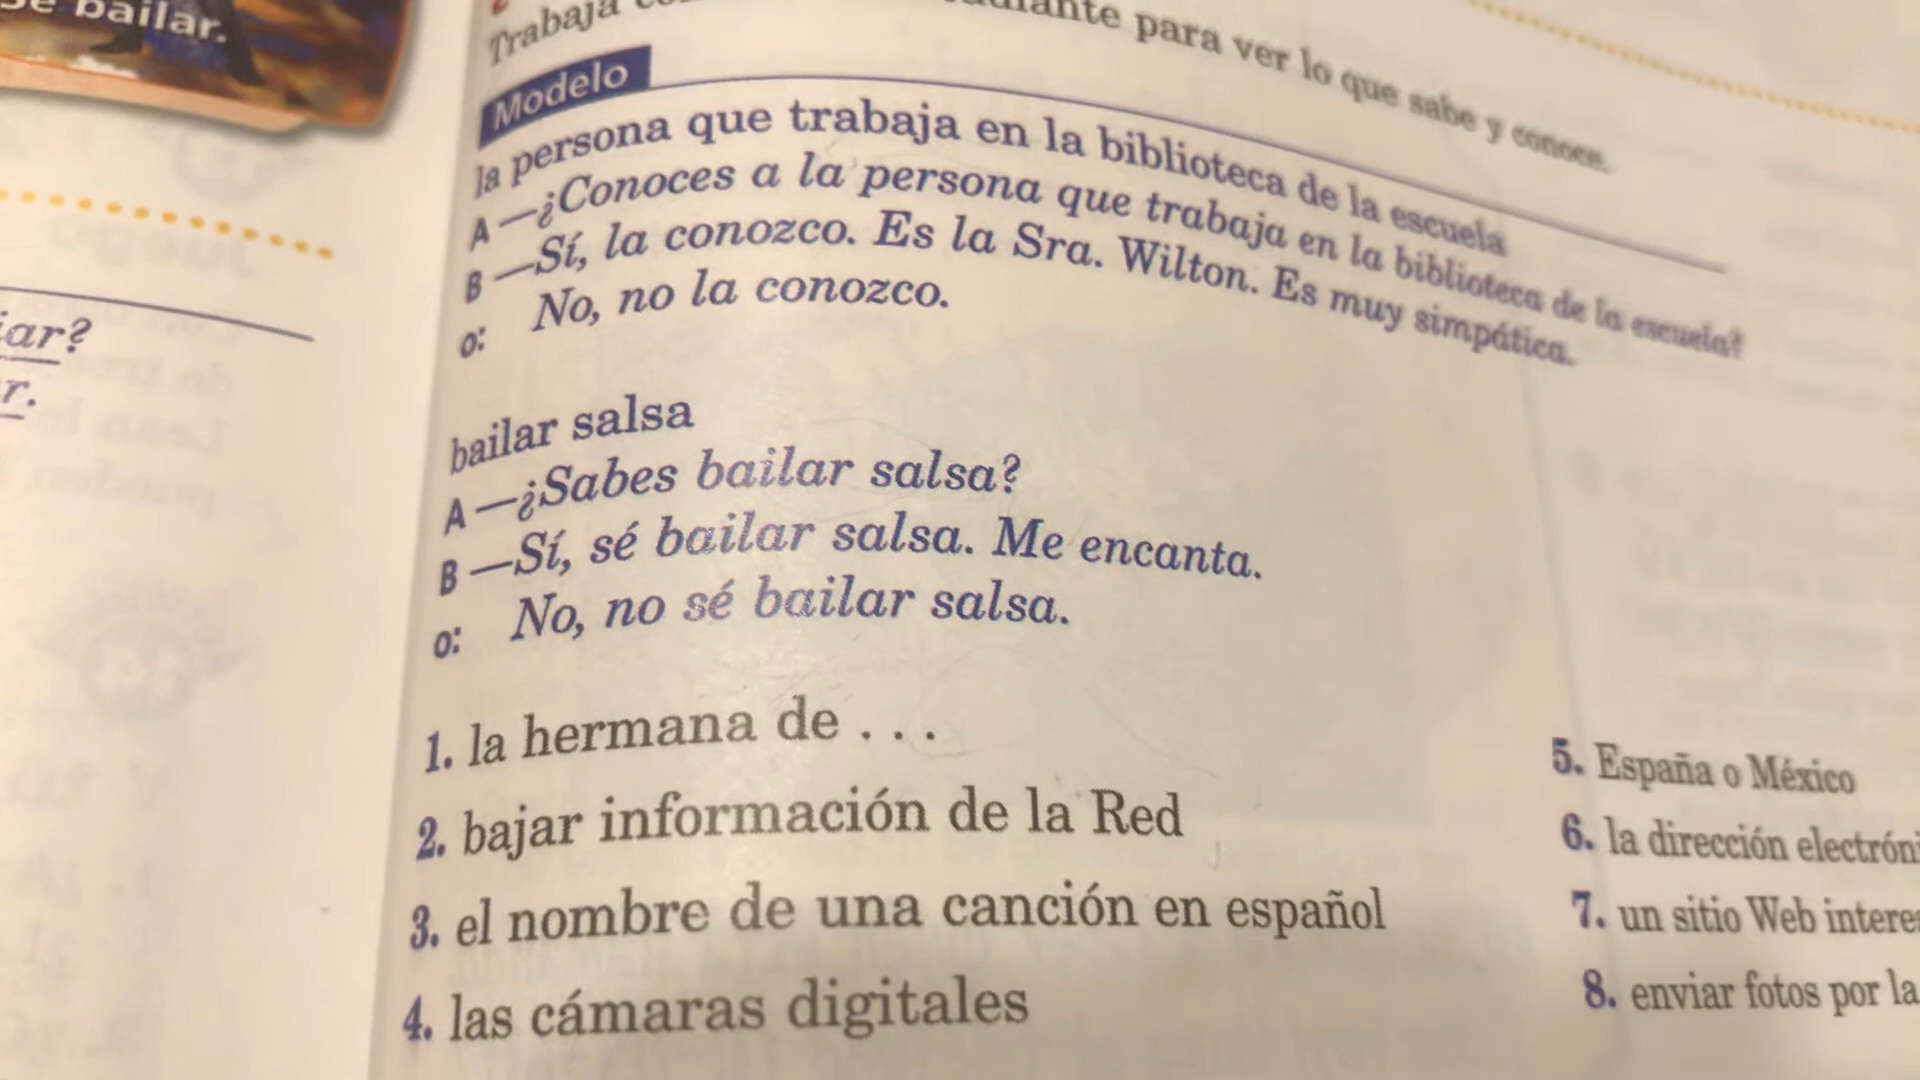 bailar.
ar?
r.
Trabaja
para ver lo que sabe y conoce.
Modelo
la persona que trabaja en la biblioteca de la escuela
A —¿Conoces a la persona que trabaja en la biblioteca de la escuela?
B —Sí, la conozco. Es la Sra. Wilton. Es muy simpática.
o: No, no la conozco.
bailar salsa
A —¿Sabes bailar salsa?
B —Sí, sé bailar salsa. Me encanta.
o: No, no sé bailar salsa.
1. la hermana de . . .
2. bajar información de la Red
3. el nombre de una canción en español
4. las cámaras digitales
5. España o México
6. la dirección electróni
7. un sitio Web intere
8. enviar fotos por la